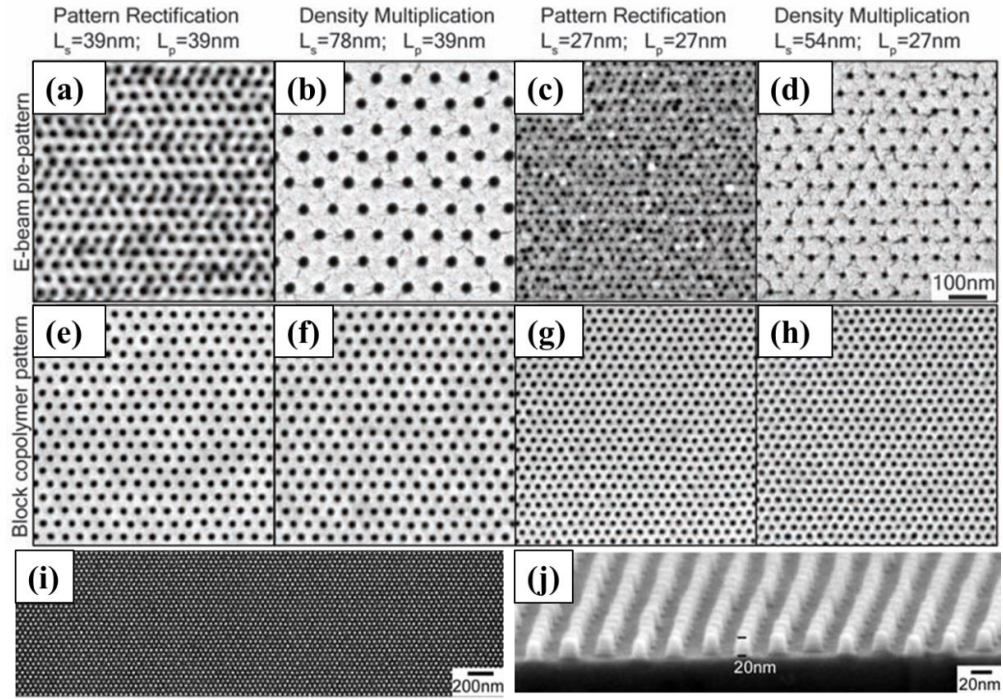 Pattern Rectification
Lₛ=39nm; Lₚ=39nm
Density Multiplication
Lₛ=78nm; Lₚ=39nm
Pattern Rectification
Lₛ=27nm; Lₚ=27nm
Density Multiplication
Lₛ=54nm; Lₚ=27nm
E-beam pre-pattern
(a)
(b)
(c)
(d)
100nm
Block copolymer pattern
(e)
(f)
(g)
(h)
(i)
200nm
(j)
20nm
20nm